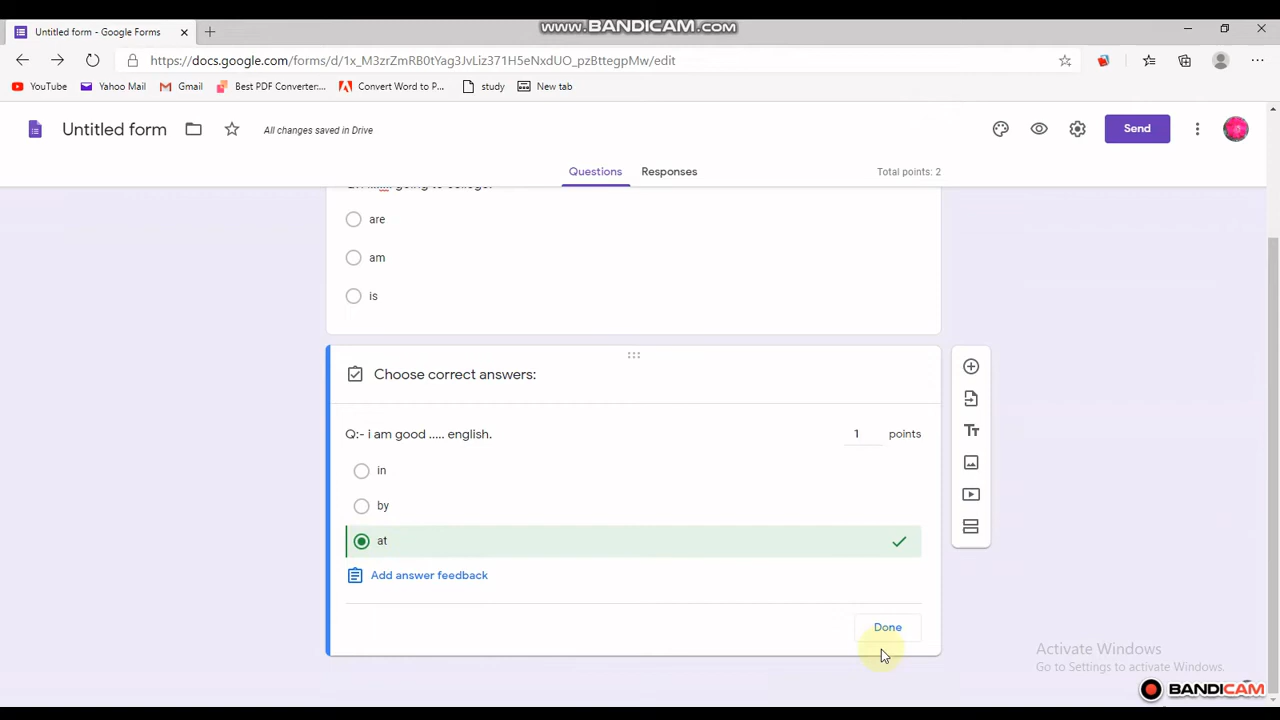 www.BANDICAM.com
Untitled form - Google Forms
https://docs.google.com/forms/d/1x_M3zrZmRB0tYag3JvLiz371H5eNxdUO_pzBttegpMw/edit
YouTube
Yahoo Mail
Gmail
Best PDF Converter:...
Convert Word to P...
study
New tab
Untitled form
All changes saved in Drive
Send
Questions
Responses
Total points: 2
going to college.
are
am
is
Choose correct answers:
Q:- i am good ..... english.
1 points
in
by
at
Add answer feedback
Done
Activate Windows
Go to Settings to activate Windows.
BANDICAM